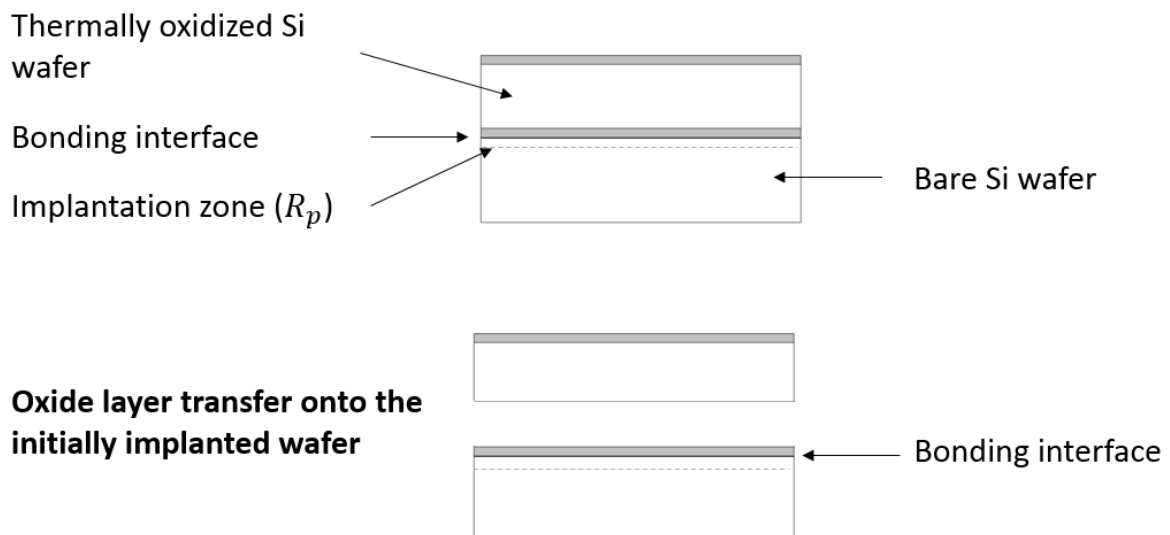 Thermally oxidized Si
wafer
Bonding interface
Implantation zone (𝑅𝑝)
Bare Si wafer
Oxide layer transfer onto the
initially implanted wafer
Bonding interface